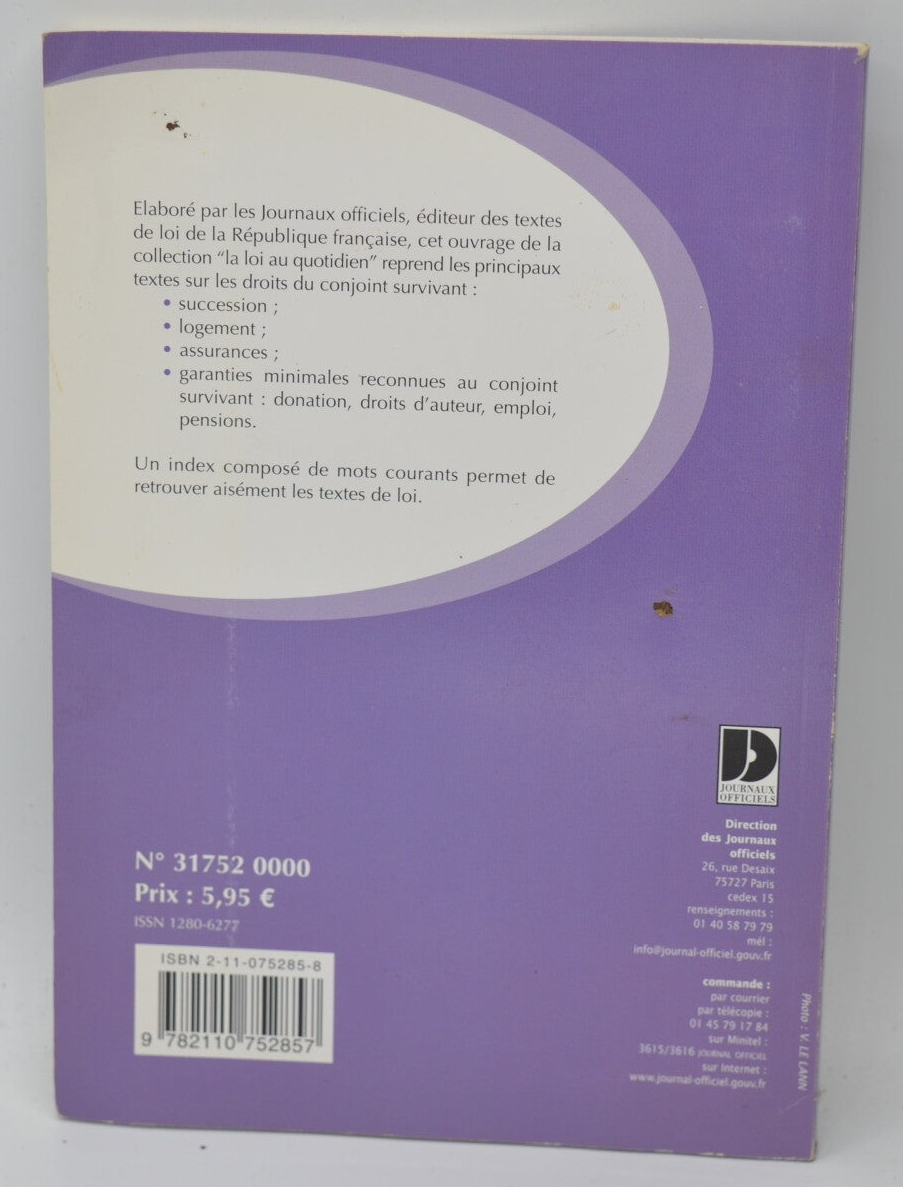 Elaboré par les Journaux officiels, éditeur des textes
de loi de la République française, cet ouvrage de la
collection “la loi au quotidien” reprend les principaux
textes sur les droits du conjoint survivant :
• succession ;
• logement ;
• assurances ;
• garanties minimales reconnues au conjoint
survivant : donation, droits d'auteur, emploi,
pensions.
Un index composé de mots courants permet de
retrouver aisément les textes de loi.
JOURNAUX
OFFICIELS
Direction
des Journaux
officiels
26, rue Desaix
75727 Paris
cedex 15
renseignements :
01 40 58 79 79
mél :
info@journal-officiel.gouv.fr
commande :
par courrier
par télécopie :
01 45 79 17 84
sur Minitel :
3615/3616 JOURNAL OFFICIEL
sur Internet :
www.journal-officiel.gouv.fr
Photo : V. LE LANN
N° 31752 0000
Prix : 5,95 €
ISSN 1280-6277
ISBN 2-11-075285-8
9 782110 752857